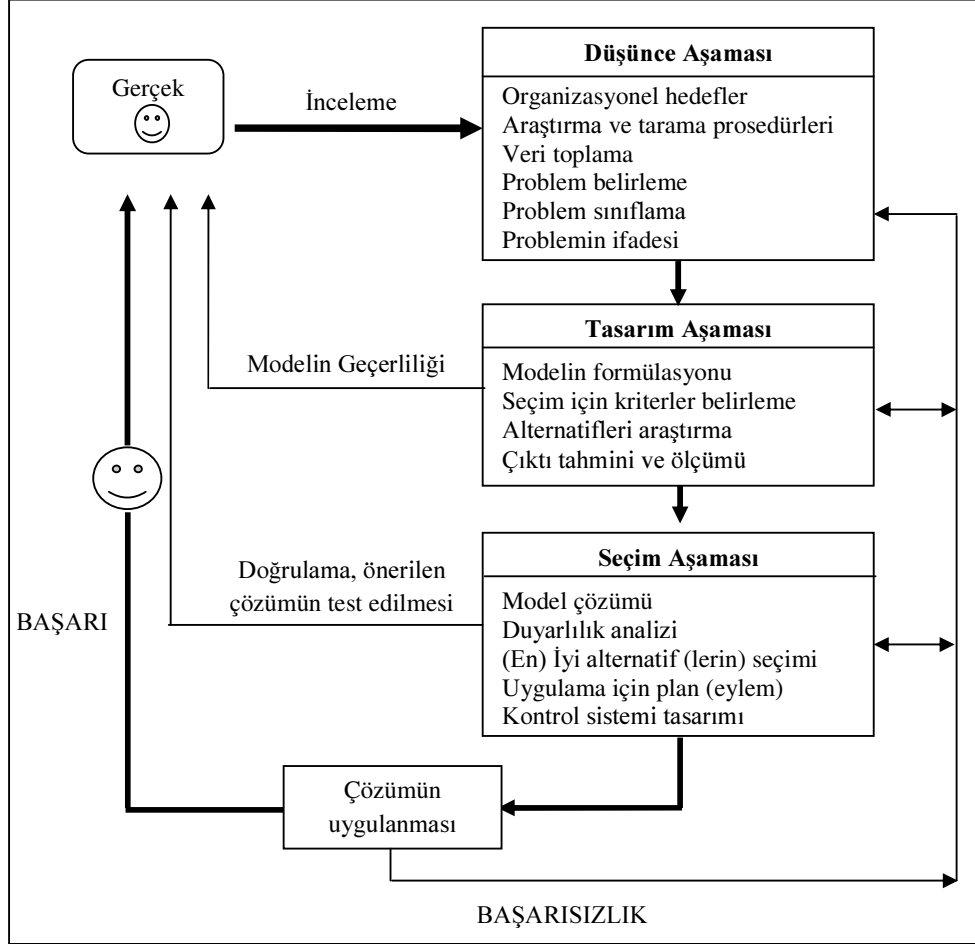 Gerçek
İnceleme
Düşünce Aşaması
Organizasyonel hedefler
Araştırma ve tarama prosedürleri
Veri toplama
Problem belirleme
Problem sınıflama
Problemin ifadesi
Modelin Geçerliliği
Tasarım Aşaması
Modelin formülasyonu
Seçim için kriterler belirleme
Alternatifleri araştırma
Çıktı tahmini ve ölçümü
Doğrulama, önerilen
çözümün test edilmesi
BAŞARI
Seçim Aşaması
Model çözümü
Duyarlılık analizi
(En) İyi alternatif (lerin) seçimi
Uygulama için plan (eylem)
Kontrol sistemi tasarımı
Çözümün
uygulanması
BAŞARISIZLIK